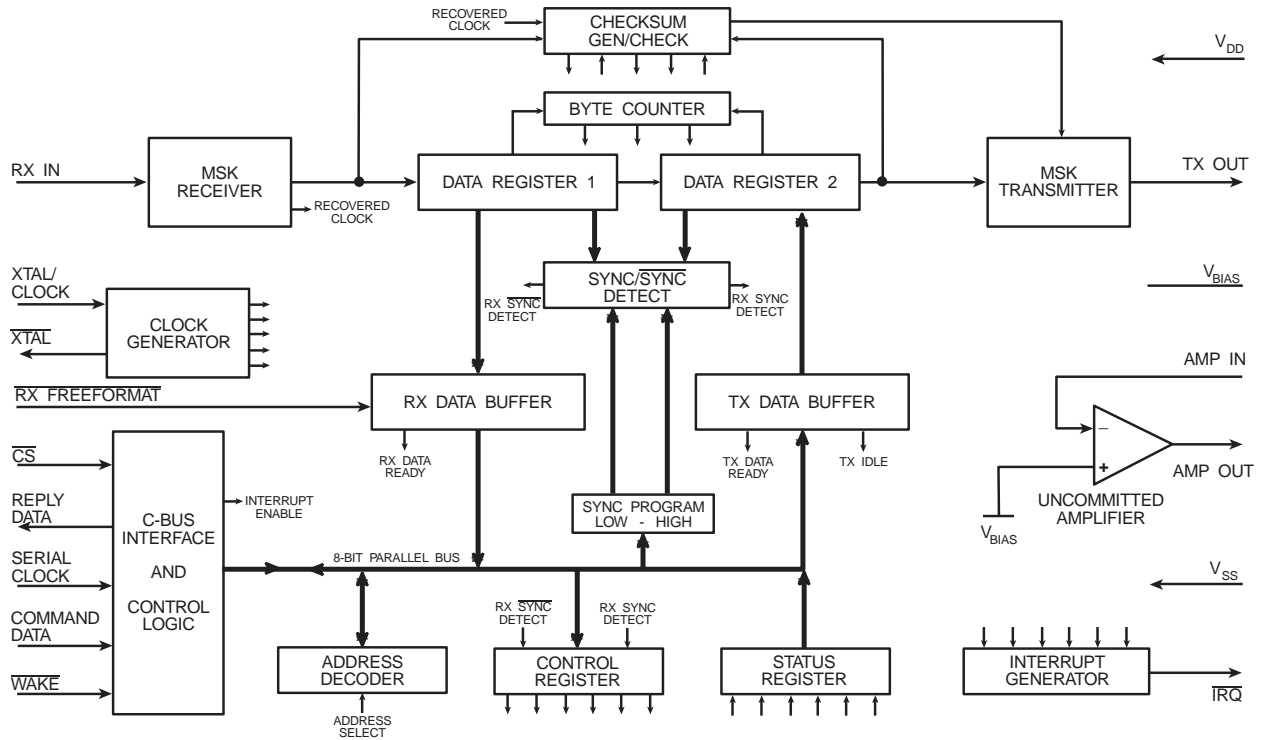 RECOVERED
CLOCK
CHECKSUM
GEN/CHECK
V_DD
BYTE COUNTER
RX IN
MSK
RECEIVER
DATA REGISTER 1
DATA REGISTER 2
MSK
TRANSMITTER
TX OUT
RECOVERED
CLOCK
XTAL/
CLOCK
CLOCK
GENERATOR
XTAL
SYNC/SYNC
DETECT
RX SYNC
DETECT
RX SYNC
DETECT
V_BIAS
RX FREEFORMAT
RX DATA BUFFER
TX DATA BUFFER
AMP IN
RX DATA
READY
TX DATA
READY
TX IDLE
−
+
AMP OUT
UNCOMMITTED
AMPLIFIER
V_BIAS
CS
REPLY
DATA
SERIAL
CLOCK
COMMAND
DATA
WAKE
C-BUS
INTERFACE
AND
CONTROL
LOGIC
INTERRUPT
ENABLE
SYNC PROGRAM
LOW - HIGH
8-BIT PARALLEL BUS
V_SS
RX SYNC
DETECT
RX SYNC
DETECT
ADDRESS
DECODER
CONTROL
REGISTER
STATUS
REGISTER
INTERRUPT
GENERATOR
IRQ
ADDRESS
SELECT